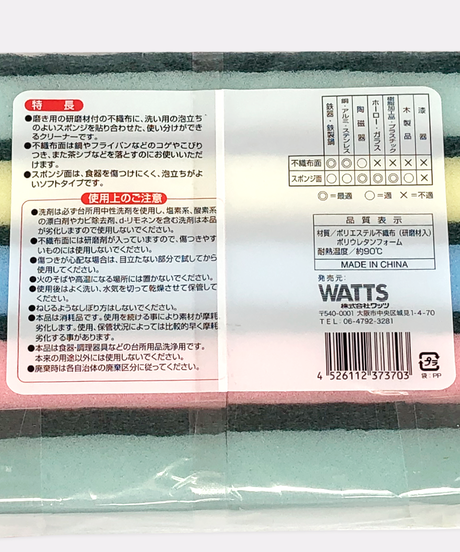 特長
●磨き用の研磨材付の不織布に、洗い用の泡立ち
のよいスポンジを貼り合わせた、使い分けができ
るクリーナーです。
●不織布面は鍋やフライパンなどのコゲやこびり
つき、また茶シブなどを落とすのにお使いいただ
けます。
●スポンジ面は、食器を傷つけにくく、泡立ちがよ
いソフトタイプです。
使用上のご注意
●洗剤は必ず台所用中性洗剤を使用し、塩素系、酸素系
の漂白剤やカビ除去剤、d-リモネンを含む洗剤は本品
が劣化しますので使用しないでください。
●不織布面には研磨剤が入っていますので、傷つきやす
いものには使用しないでください。
●傷つきが心配な場合は、目立たない部分で試してから
使用してください。
●火のそばや高温になる場所には置かないでください。
●使用後はよく洗い、水気を切って乾燥させて保管して
ください。
●ねじるようなしぼり方はしないでください。
●本品は消耗品です。使用を続ける事により素材が摩耗
劣化します。使用、保管状況によっては比較的早く摩耗
劣化する事があります。
●本品は食器・調理器具などの台所用品洗浄用です。
本来の用途以外には使用しないでください。
●廃棄時は各自治体の廃棄区分に従ってください。
鉄器・鉄製鍋
銅・アルミ・ステンレス
陶磁器
ホーロー・ガラス
樹脂加工品・プラスチック
木製品
漆器
不織布面 ◎ ◎ ◎ × × × ×
スポンジ面 ◎ ◎ ◎ ◎ ◎ ○ ×
◎=最適 ○=適 ×=不適
品質表示
材質/ポリエステル不織布(研磨材入)
ポリウレタンフォーム
耐熱温度/約90℃
MADE IN CHINA
発売元:
WATTS
株式会社ワッツ
〒540-0001 大阪市中央区城見1-4-70
TEL:06-4792-3281
4 526112 373703
プラ
袋:PP